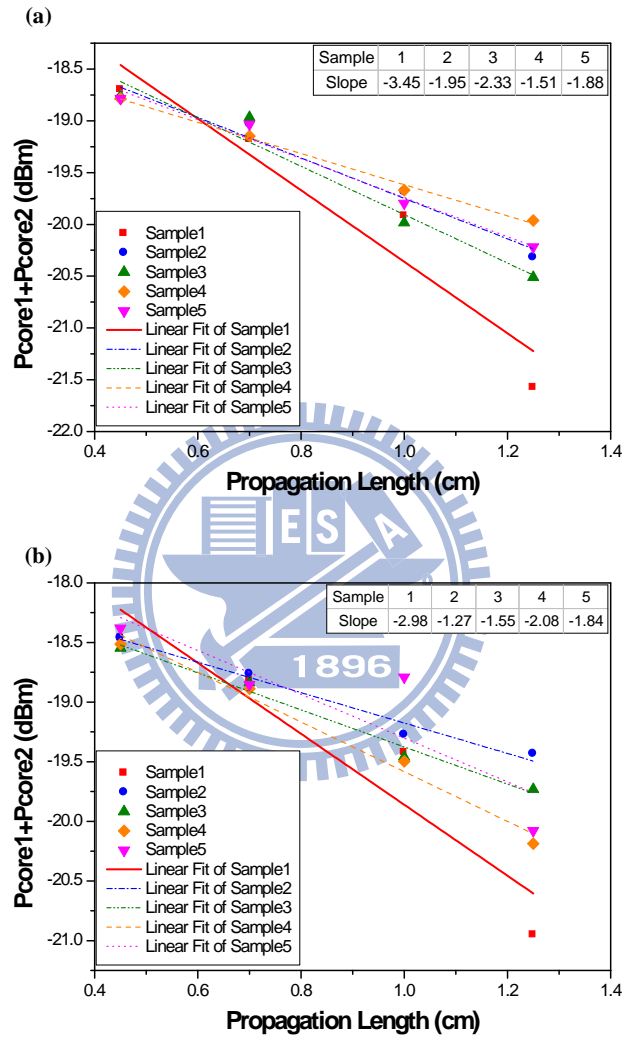 (a)
Sample 1 2 3 4 5
Slope -3.45 -1.95 -2.33 -1.51 -1.88
-18.5
-19.0
-19.5
-20.0
-20.5
-21.0
-21.5
-22.0
Pcore1+Pcore2 (dBm)
Sample1
Sample2
Sample3
Sample4
Sample5
Linear Fit of Sample1
Linear Fit of Sample2
Linear Fit of Sample3
Linear Fit of Sample4
Linear Fit of Sample5
0.4 0.6 0.8 1.0 1.2 1.4
Propagation Length (cm)
E S A
1896
(b)
Sample 1 2 3 4 5
Slope -2.98 -1.27 -1.55 -2.08 -1.84
-18.0
-18.5
-19.0
-19.5
-20.0
-20.5
-21.0
Pcore1+Pcore2 (dBm)
Sample1
Sample2
Sample3
Sample4
Sample5
Linear Fit of Sample1
Linear Fit of Sample2
Linear Fit of Sample3
Linear Fit of Sample4
Linear Fit of Sample5
0.4 0.6 0.8 1.0 1.2 1.4
Propagation Length (cm)